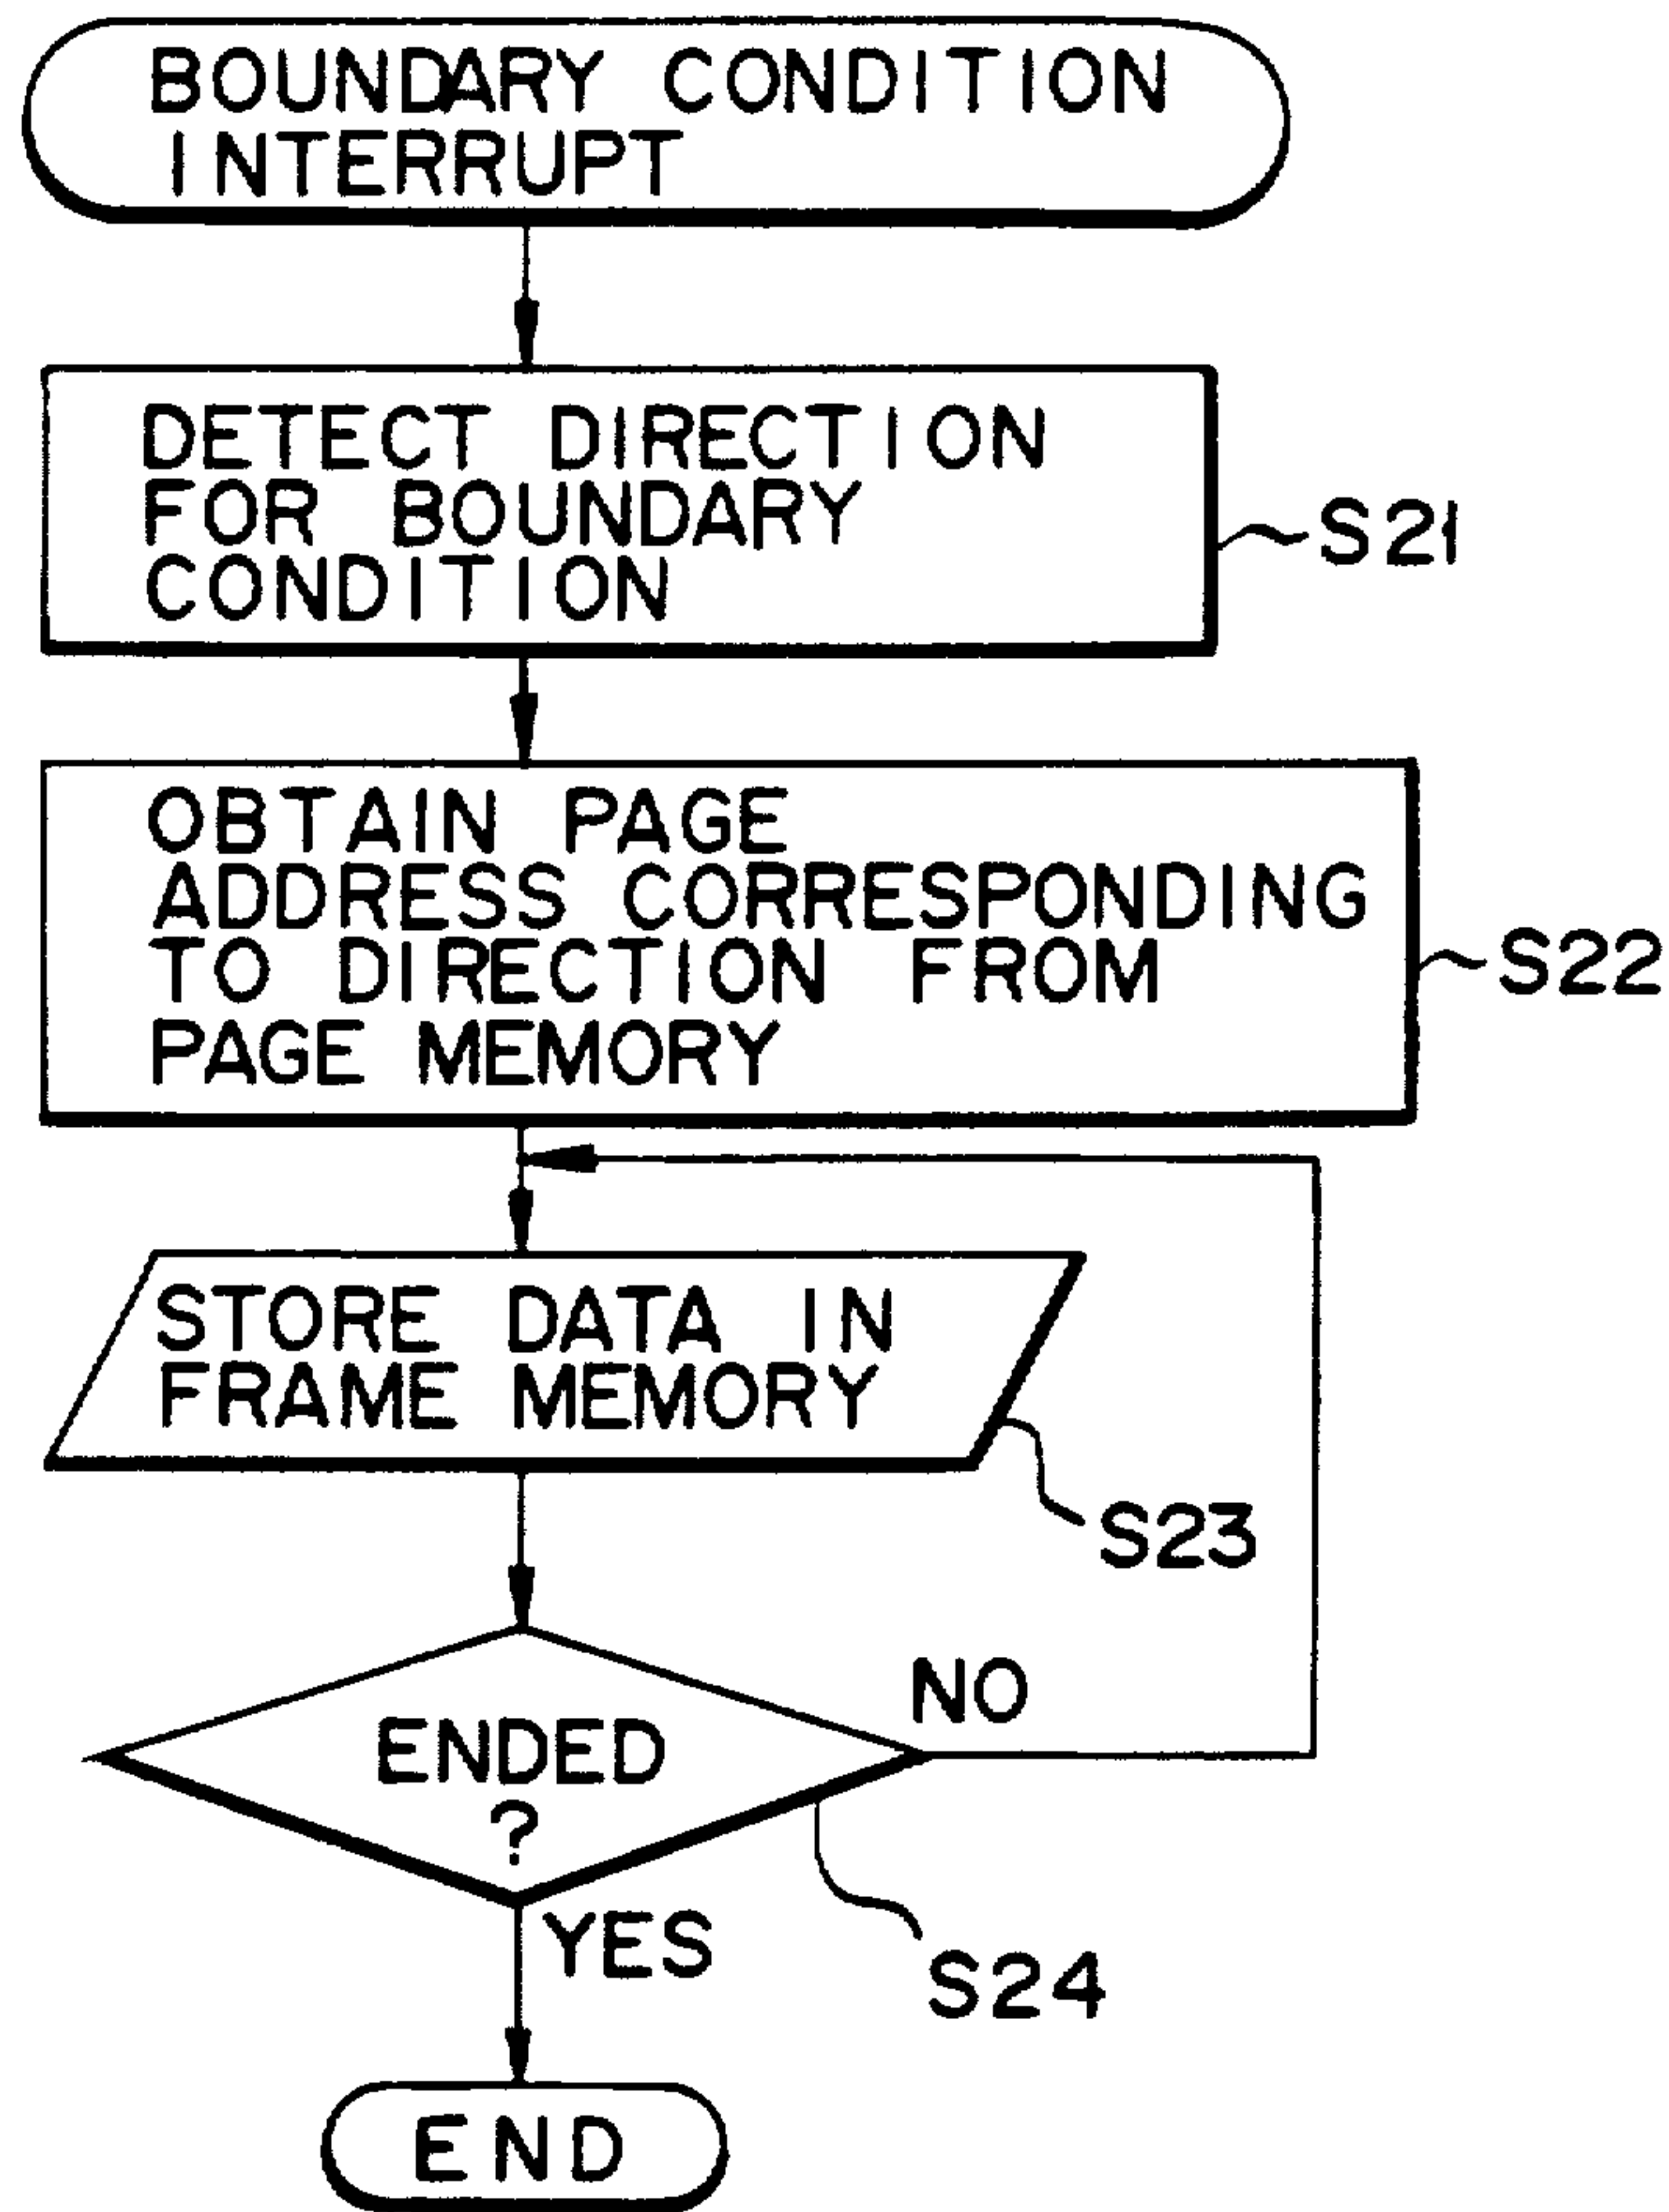 BOUNDARY CONDITION
INTERRUPT
DETECT DIRECTION
FOR BOUNDARY
CONDITION
S21
OBTAIN PAGE
ADDRESS CORRESPONDING
TO DIRECTION FROM
PAGE MEMORY
S22
STORE DATA IN
FRAME MEMORY
S23
ENDED
?
NO
YES
S24
END